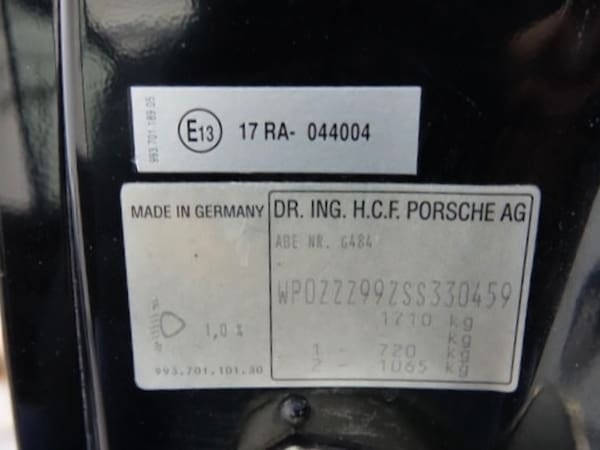 993.701.189.05
E13 17 RA- 044004
MADE IN GERMANY
DR. ING. H.C.F. PORSCHE AG
ABE NR. G484
WP0ZZZ99ZSS330459
1710 kg
kg
1 - 720 kg
2 - 1065 kg
1,0 %
993.701.101.30